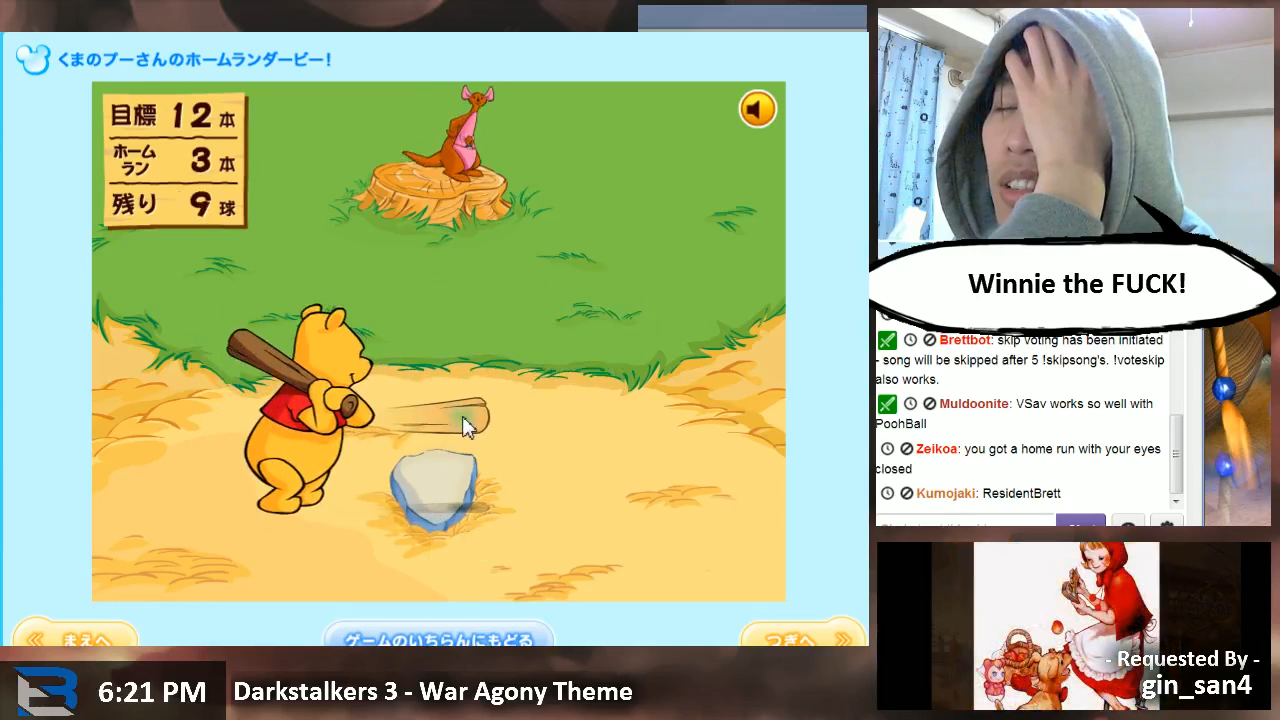 くまのプーさんのホームランダービー!
目標 12 本
ホームラン 3 本
残り 9 球
Winnie the FUCK!
Brettbot: skip voting has been initiated
- song will be skipped after 5 !skipsong's. !voteskip
also works.
Muldoonite: VSav works so well with
PoohBall
Zeikoa: you got a home run with your eyes
closed
Kumojaki: ResidentBrett
まえへ
ゲームのいちらんにもどる
つぎへ
6:21 PM
Darkstalkers 3 - War Agony Theme
- Requested By -
gin_san4